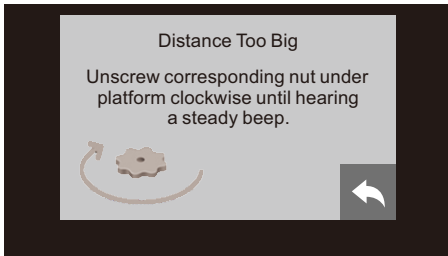 Distance Too Big
Unscrew corresponding nut under
platform clockwise until hearing
a steady beep.